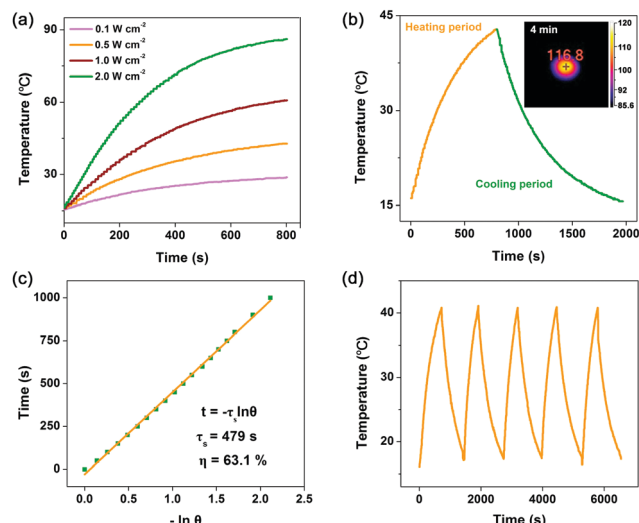 (a)
90
60
30
0 200 400 600 800
Temperature (°C)
Time (s)
0.1 W cm⁻²
0.5 W cm⁻²
1.0 W cm⁻²
2.0 W cm⁻²
(b)
45
30
15
0 500 1000 1500 2000
Temperature (°C)
Time (s)
Heating period
Cooling period
4 min
116.8
120
110
100
90
85.6
(c)
1000
750
500
250
0
0.0 0.5 1.0 1.5 2.0 2.5
Time (s)
- ln θ
t = -τₛlnθ
τₛ = 479 s
η = 63.1 %
(d)
40
30
20
0 2000 4000 6000
Temperature (°C)
Time (s)